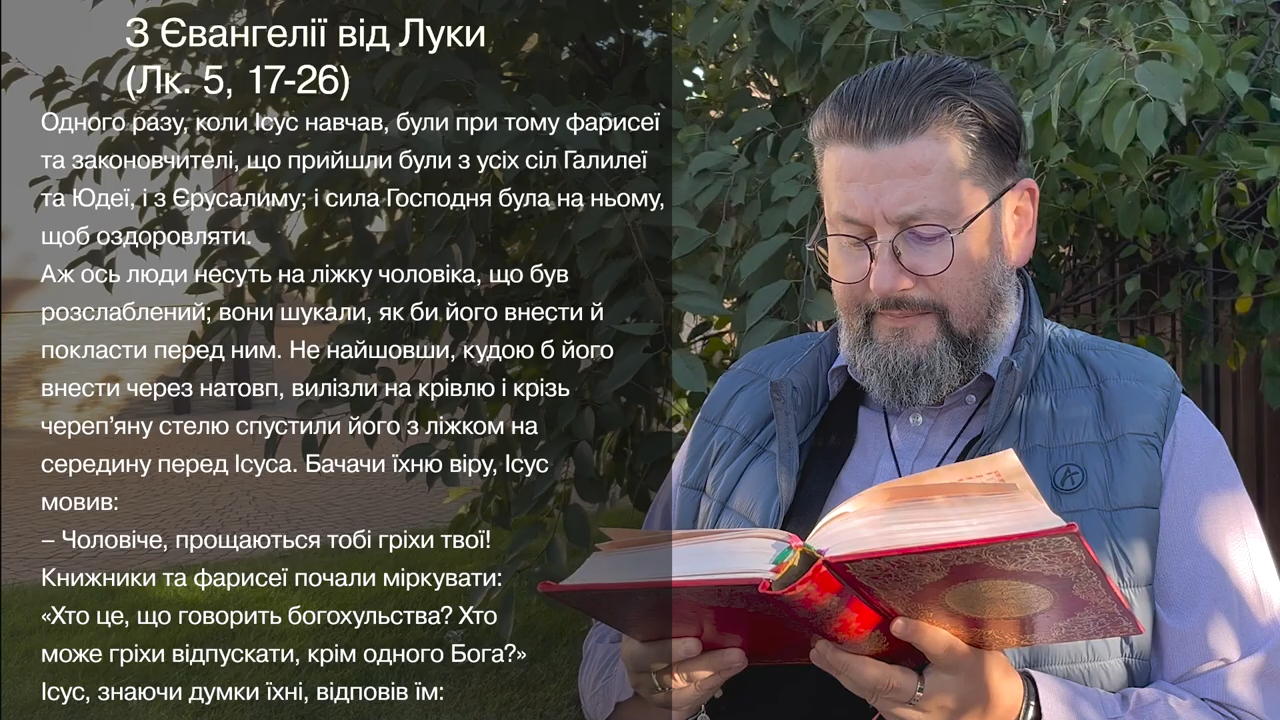 З Євангелії від Луки
(Лк. 5, 17-26)
Одного разу, коли Ісус навчав, були при тому фарисеї
та законовчителі, що прийшли були з усіх сіл Галилеї
та Юдеї, і з Єрусалиму; і сила Господня була на ньому,
щоб оздоровляти.
Аж ось люди несуть на ліжку чоловіка, що був
розслаблений; вони шукали, як би його внести й
покласти перед ним. Не найшовши, кудою б його
внести через натовп, вилізли на крівлю і крізь
череп’яну стелю спустили його з ліжком на
середину перед Ісуса. Бачачи їхню віру, Ісус
мовив:
– Чоловіче, прощаються тобі гріхи твої!
Книжники та фарисеї почали міркувати:
«Хто це, що говорить богохульства? Хто
може гріхи відпускати, крім одного Бога?»
Ісус, знаючи думки їхні, відповів їм: